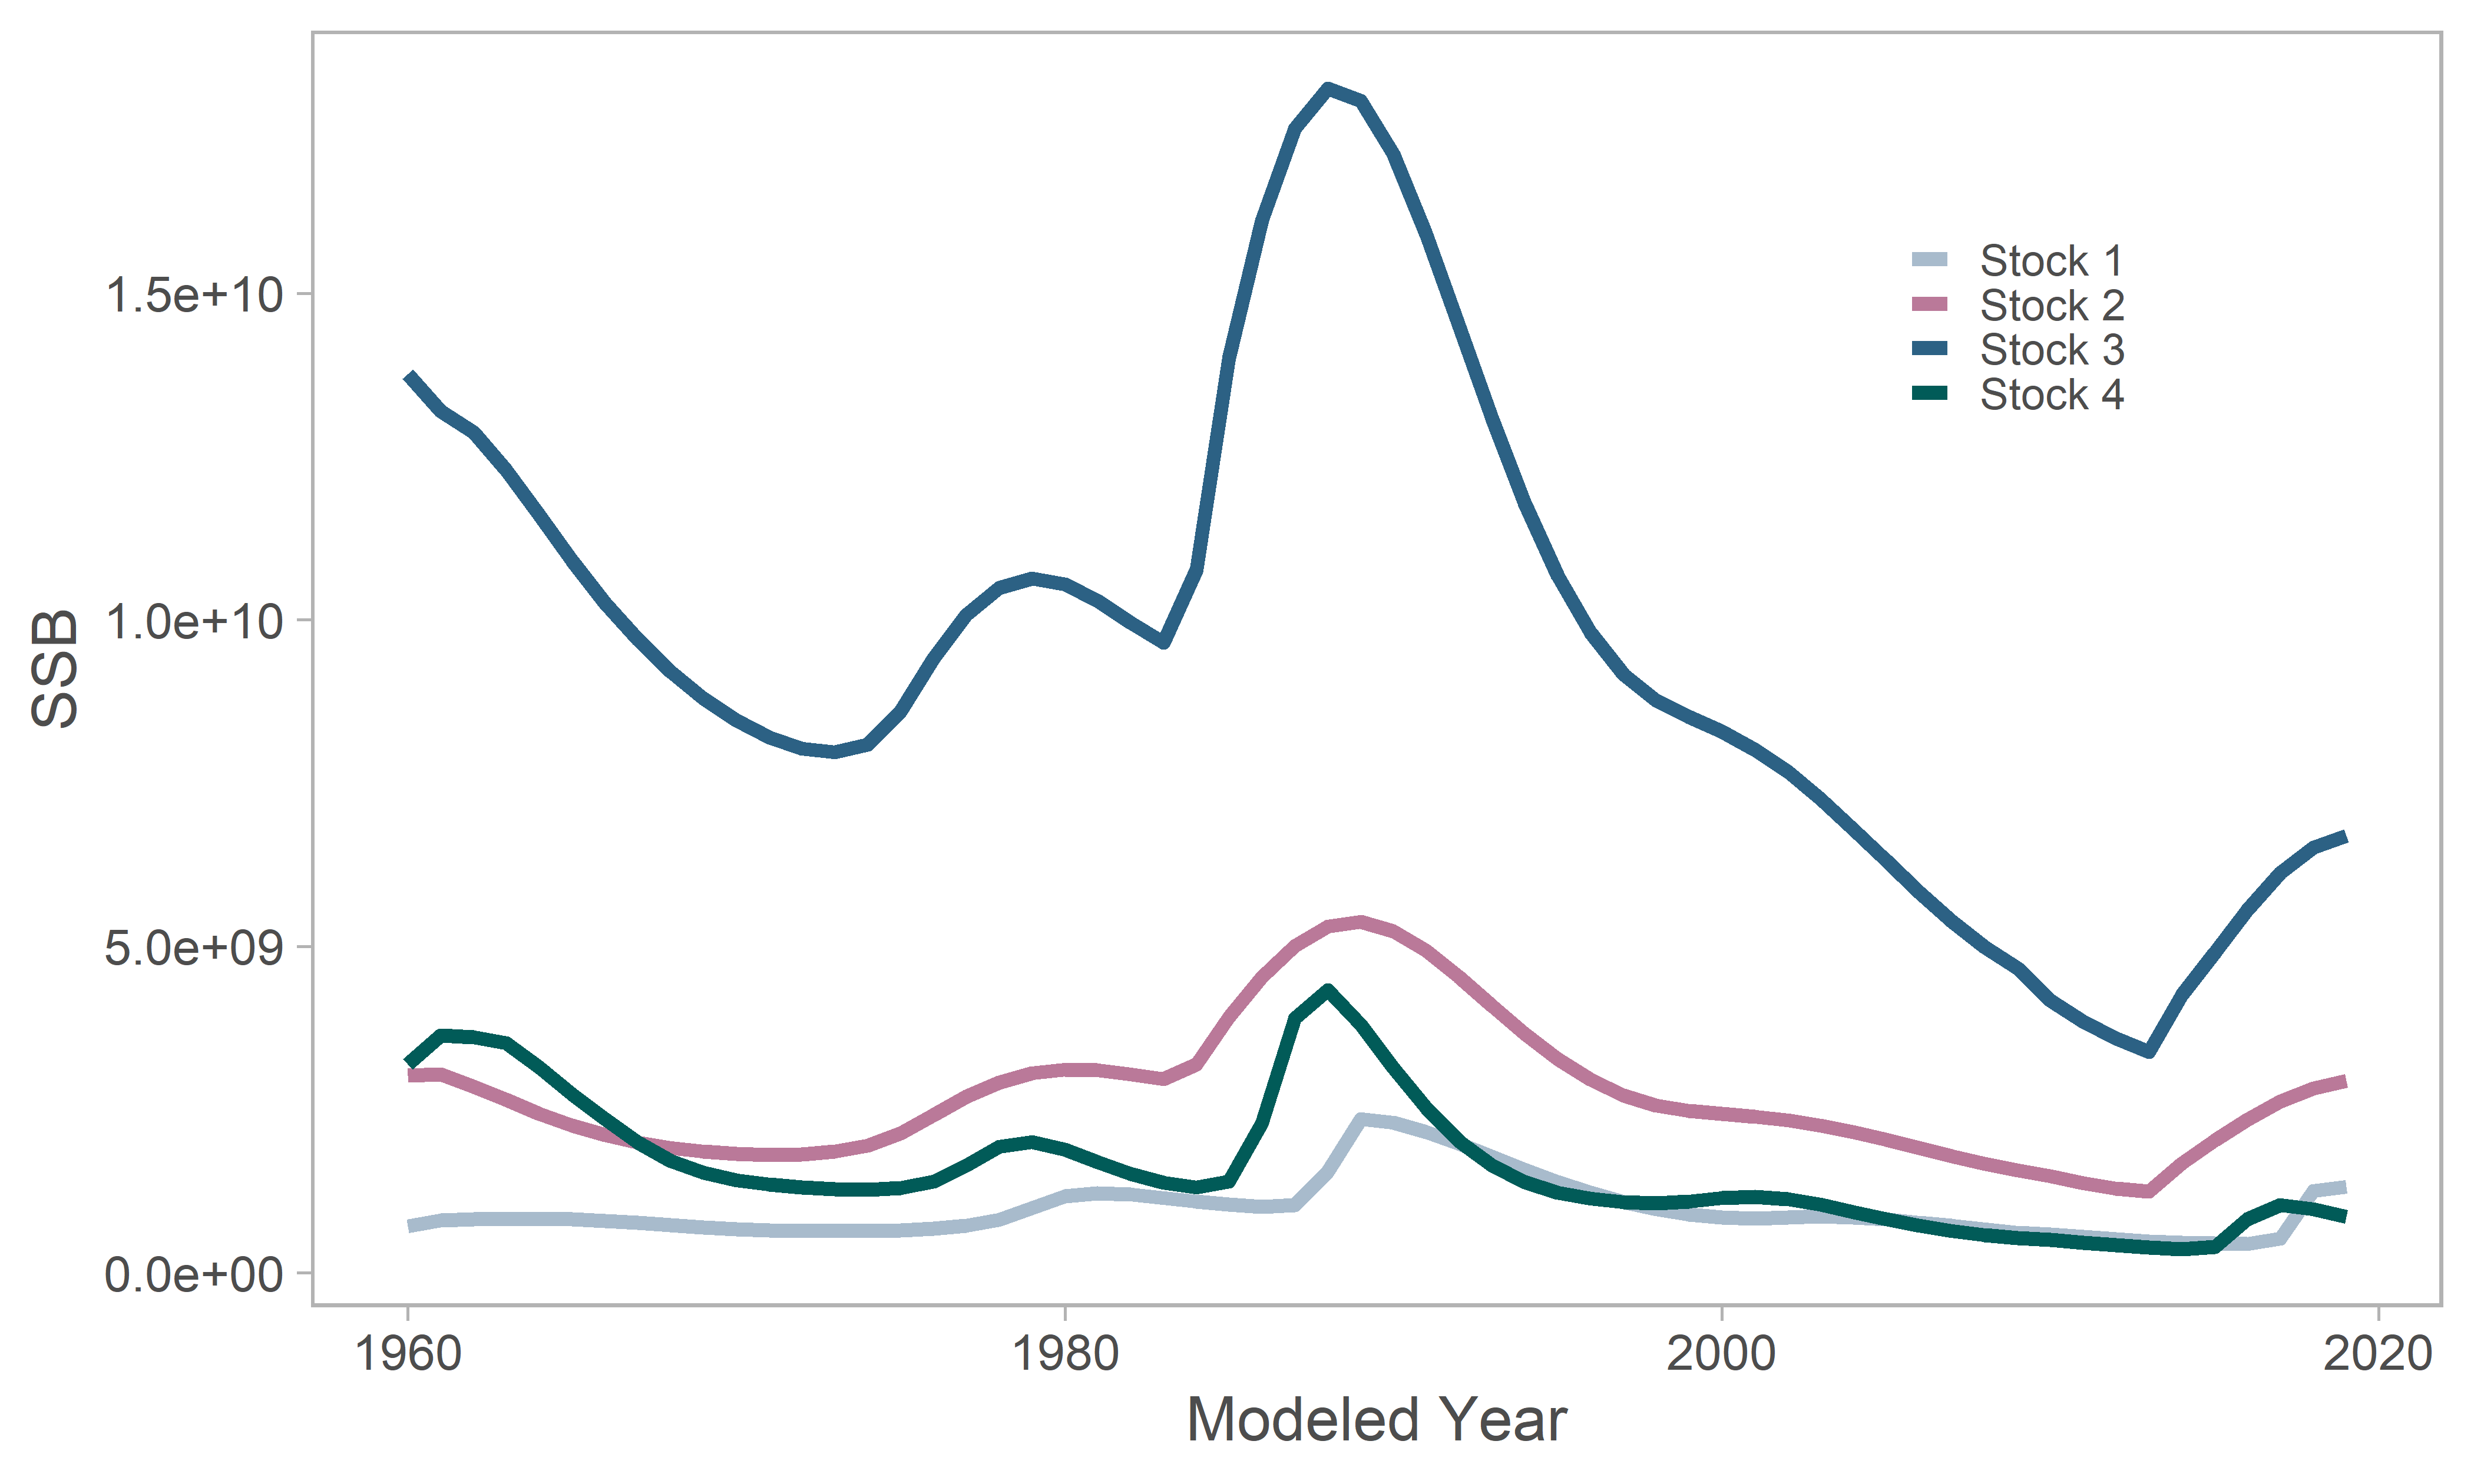 SSB
1.5e+10
1.0e+10
5.0e+09
0.0e+00
Stock 1
Stock 2
Stock 3
Stock 4
1960
1980
2000
2020
Modeled Year